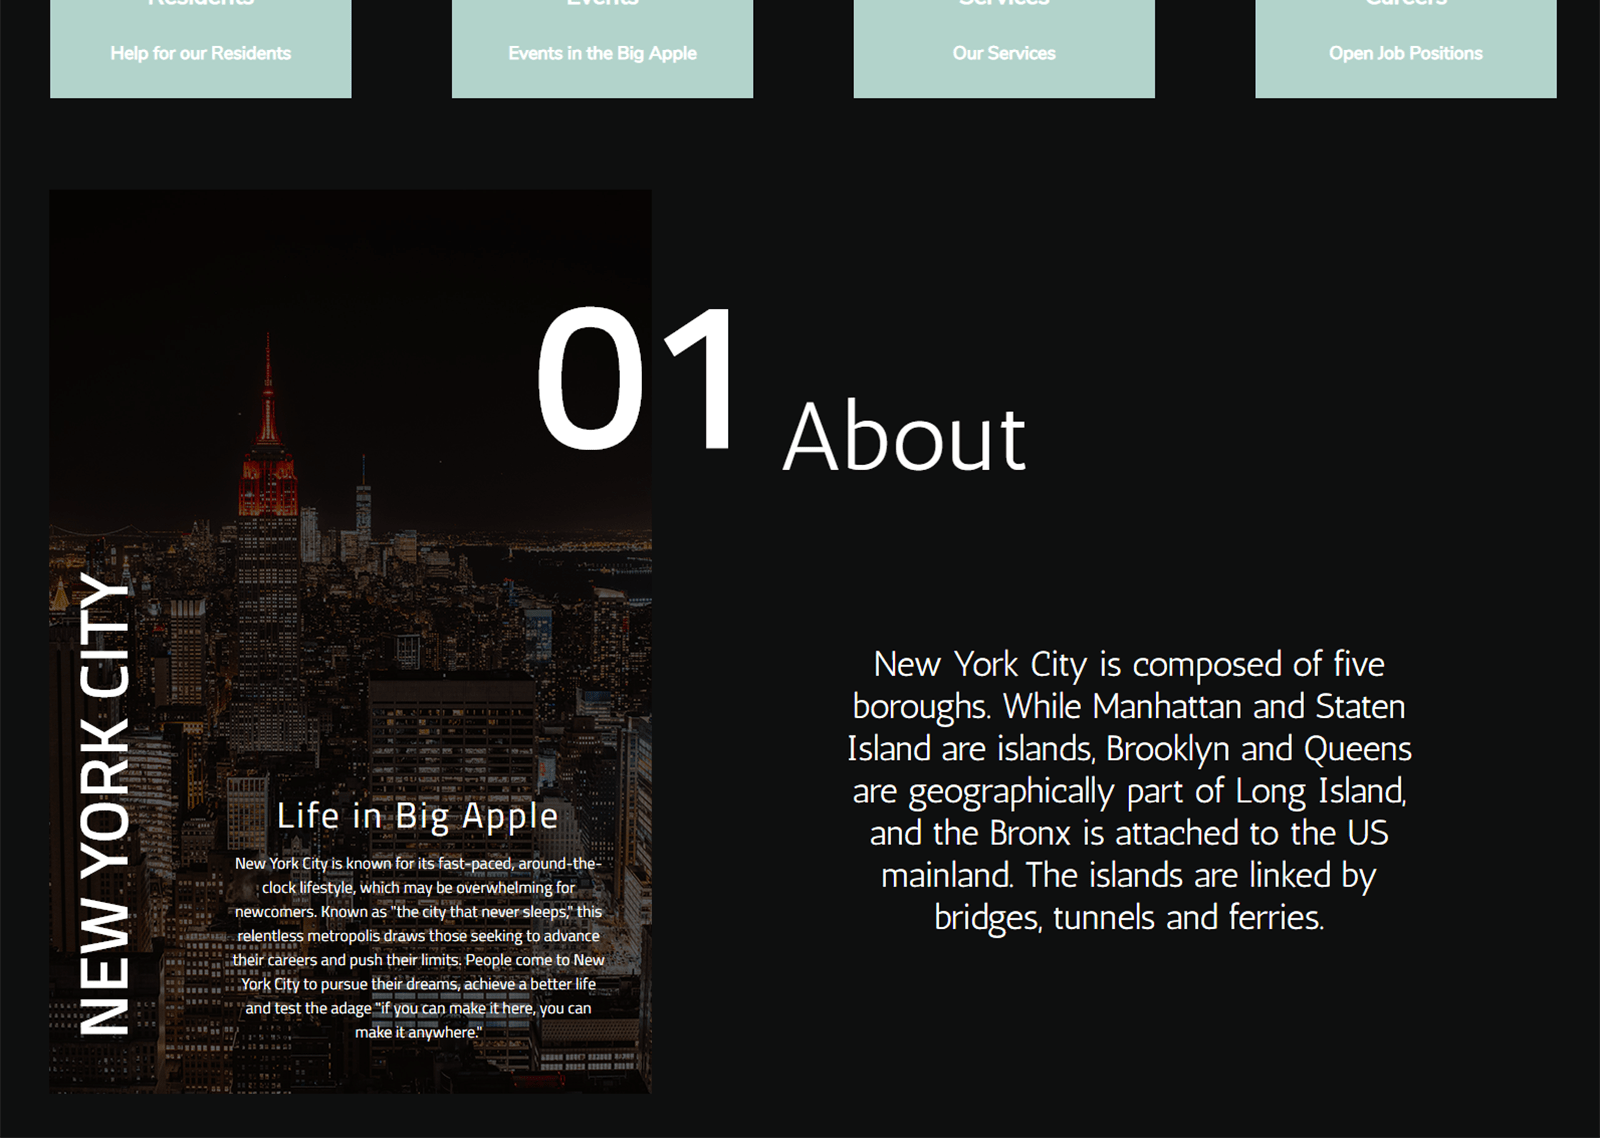 Residents
Events
Services
Careers
Help for our Residents
Events in the Big Apple
Our Services
Open Job Positions
01
About
NEW YORK CITY
Life in Big Apple
New York City is known for its fast-paced, around-the-
clock lifestyle, which may be overwhelming for
newcomers. Known as "the city that never sleeps," this
relentless metropolis draws those seeking to advance
their careers and push their limits. People come to New
York City to pursue their dreams, achieve a better life
and test the adage "if you can make it here, you can
make it anywhere."
New York City is composed of five
boroughs. While Manhattan and Staten
Island are islands, Brooklyn and Queens
are geographically part of Long Island,
and the Bronx is attached to the US
mainland. The islands are linked by
bridges, tunnels and ferries.